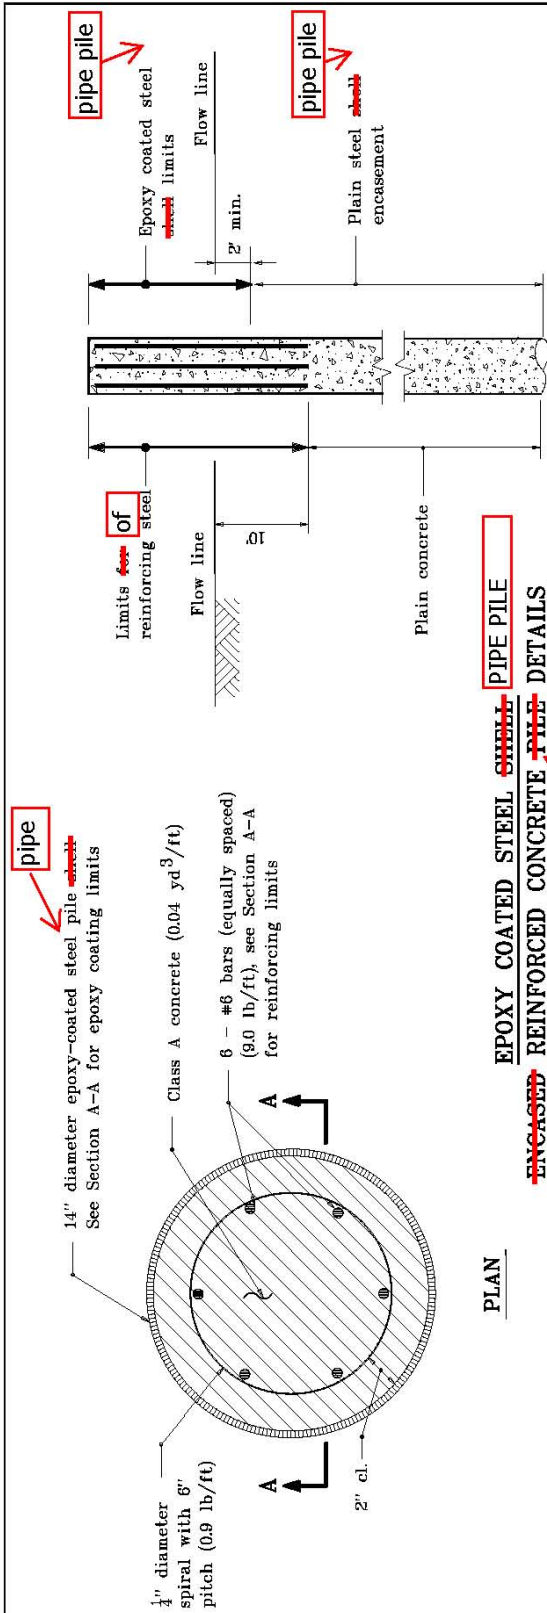 14" diameter epoxy-coated steel pile shell
See Section A-A for epoxy coating limits
pipe
Class A concrete (0.04 yd³/ft)
6 - #6 bars (equally spaced)
(9.0 lb/ft), see Section A-A
for reinforcing limits
1/4" diameter
spiral with 6"
pitch (0.9 lb/ft)
A
A
2" cl.
PLAN
Limits for of
reinforcing steel
Flow line
10'
Plain concrete
pipe pile
Epoxy coated steel
shell limits
Flow line
2' min.
pipe pile
Plain steel shell
encasement
EPOXY COATED STEEL SHELL PIPE PILE
ENCASED REINFORCED CONCRETE PILE DETAILS